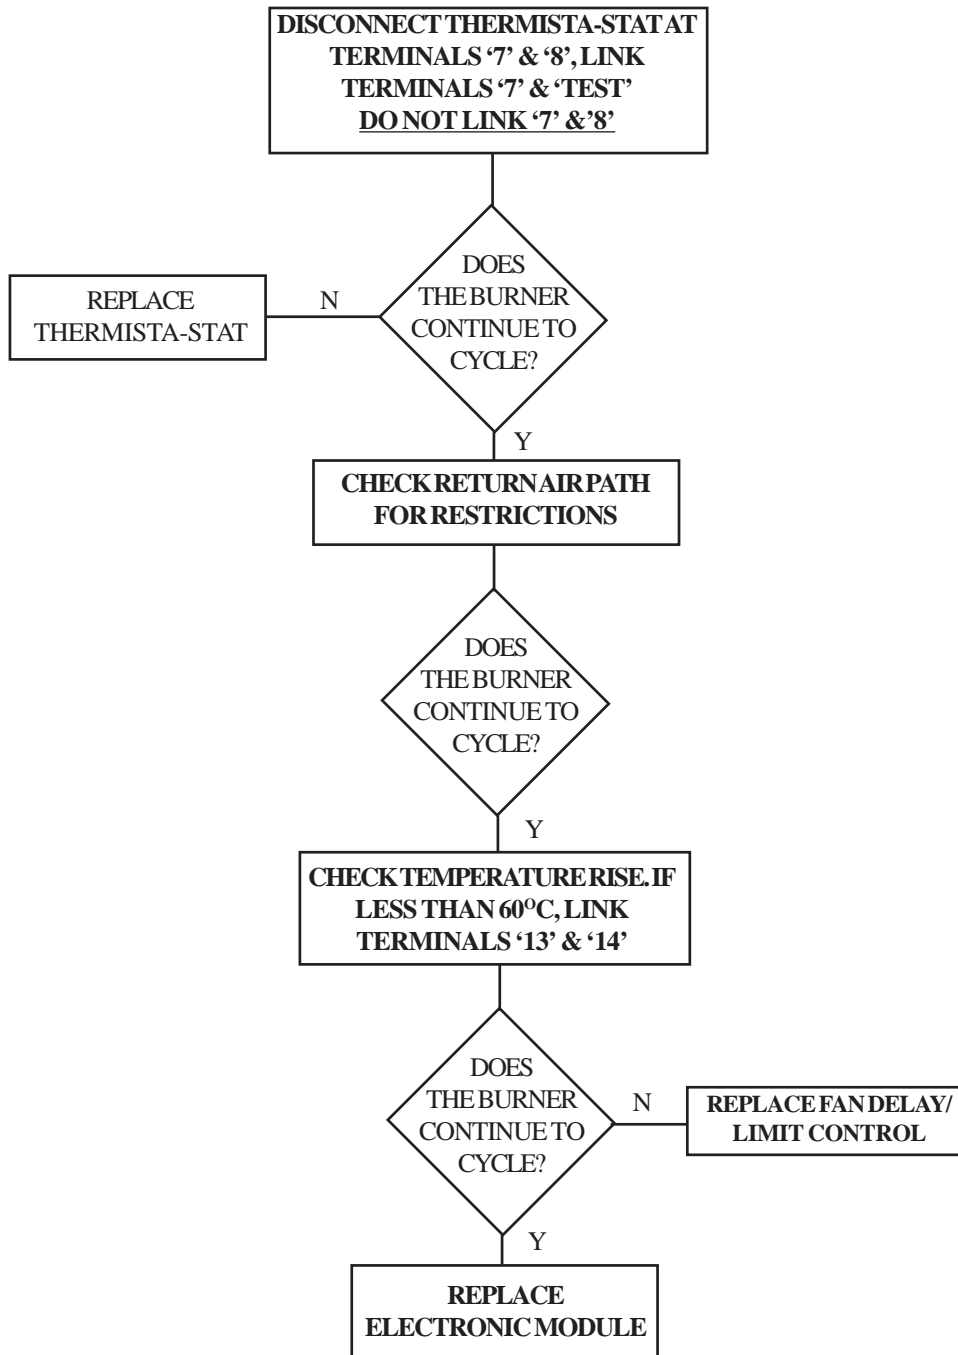 DISCONNECT THERMISTA-STAT AT
TERMINALS ‘7’ & ‘8’, LINK
TERMINALS ‘7’ & ‘TEST’
DO NOT LINK ‘7’ &’8’
DOES
THE BURNER
CONTINUE TO
CYCLE?
N
REPLACE
THERMISTA-STAT
Y
CHECK RETURN AIR PATH
FOR RESTRICTIONS
DOES
THE BURNER
CONTINUE TO
CYCLE?
Y
CHECK TEMPERATURE RISE. IF
LESS THAN 60°C, LINK
TERMINALS ‘13’ & ‘14’
DOES
THE BURNER
CONTINUE TO
CYCLE?
N
REPLACE FAN DELAY/
LIMIT CONTROL
Y
REPLACE
ELECTRONIC MODULE